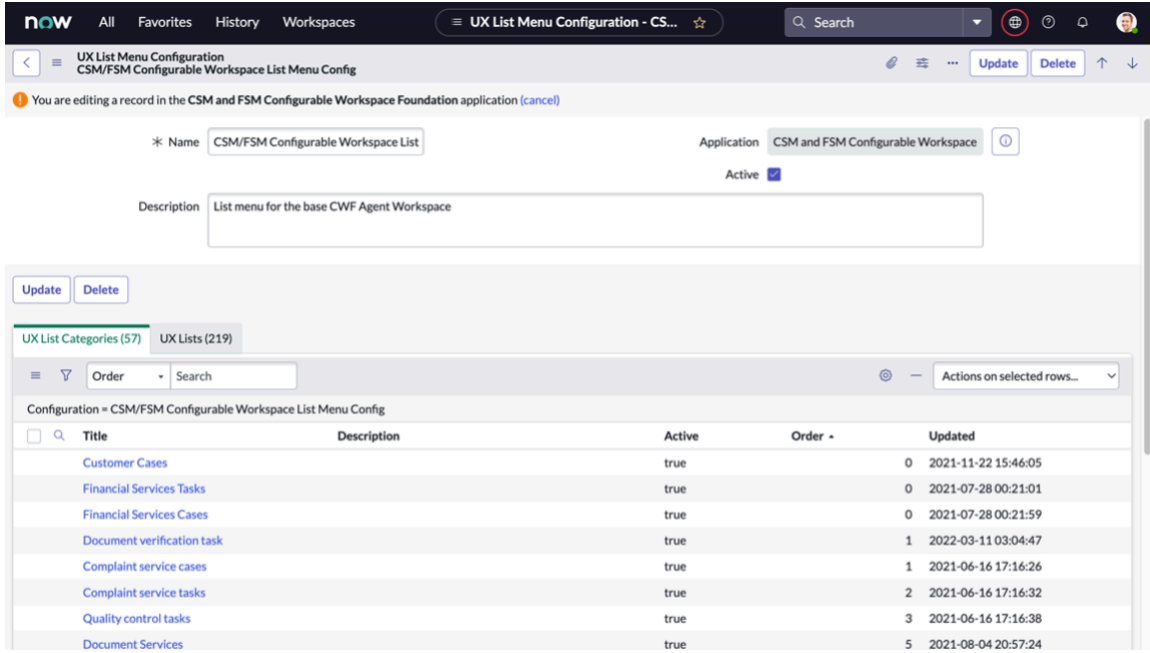 now All Favorites History Workspaces ≡ UX List Menu Configuration - CS... ☆ Search
UX List Menu Configuration
CSM/FSM Configurable Workspace List Menu Config
Update Delete
You are editing a record in the CSM and FSM Configurable Workspace Foundation application (cancel)
Name CSM/FSM Configurable Workspace List Application CSM and FSM Configurable Workspace
Active
Description List menu for the base CWF Agent Workspace
Update Delete
UX List Categories (57) UX Lists (219)
Order Search Actions on selected rows...
Configuration = CSM/FSM Configurable Workspace List Menu Config
Title Description Active Order Updated
Customer Cases true 0 2021-11-22 15:46:05
Financial Services Tasks true 0 2021-07-28 00:21:01
Financial Services Cases true 0 2021-07-28 00:21:59
Document verification task true 1 2022-03-11 03:04:47
Complaint service cases true 1 2021-06-16 17:16:26
Complaint service tasks true 2 2021-06-16 17:16:32
Quality control tasks true 3 2021-06-16 17:16:38
Document Services true 5 2021-08-04 20:57:24